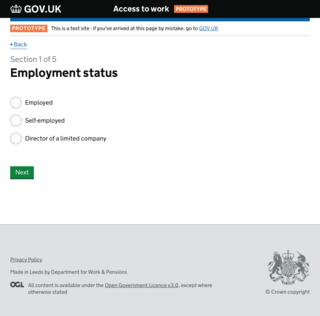 GOV.UK
Access to work PROTOTYPE
PROTOTYPE This is a test site - if you've arrived at this page by mistake, go to GOV.UK
Back
Section 1 of 5
Employment status
Employed
Self-employed
Director of a limited company
Next
Privacy Policy
Made in Leeds by Department for Work & Pensions
OGL All content is available under the Open Government Licence v3.0, except where
otherwise stated
© Crown copyright